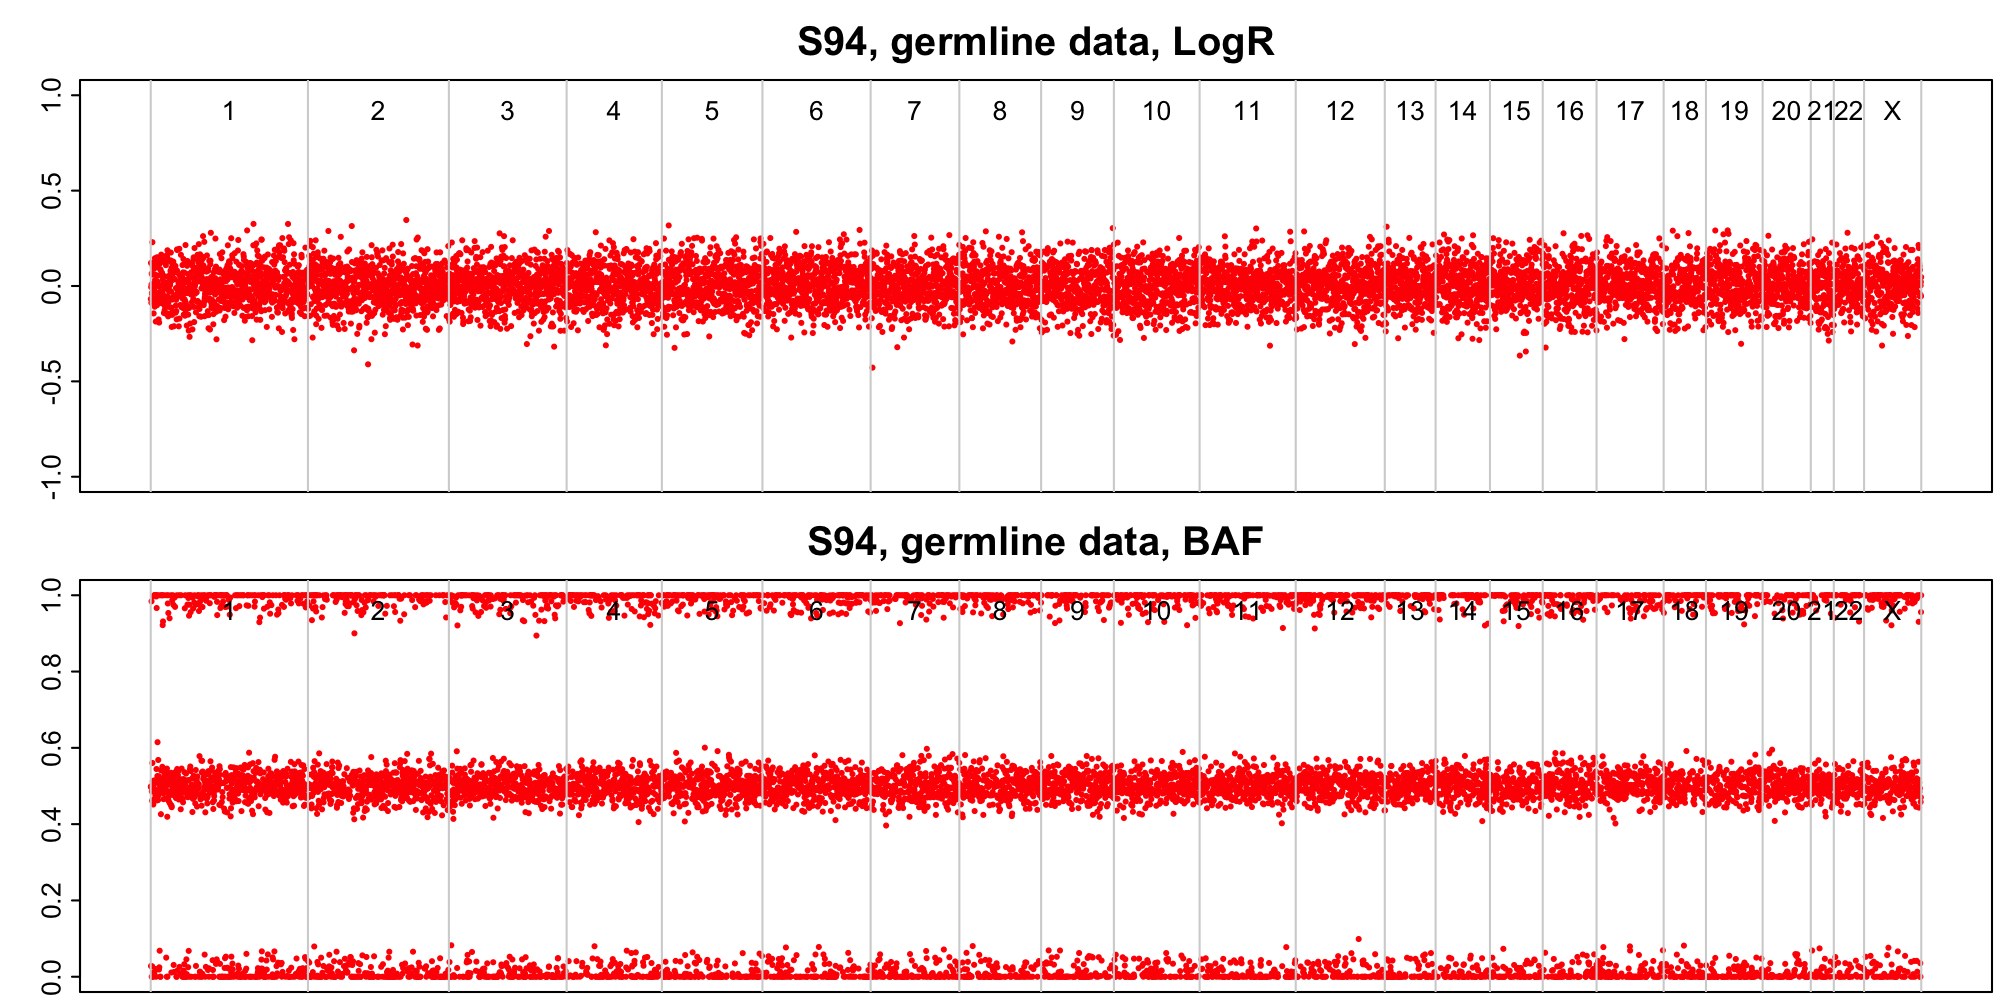 S94, germline data, LogR
1.0
0.5
0.0
-0.5
-1.0
1 2 3 4 5 6 7 8 9 10 11 12 13 14 15 16 17 18 19 20 21 22 X
S94, germline data, BAF
1.0
0.8
0.6
0.4
0.2
0.0
1 2 3 4 5 6 7 8 9 10 11 12 13 14 15 16 17 18 19 20 21 22 X